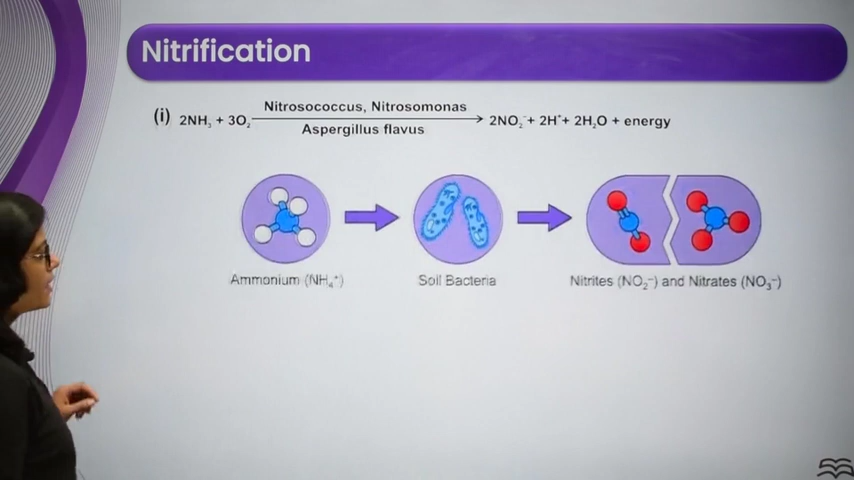 Nitrification
(i) 2NH₃ + 3O₂ Nitrosococcus, Nitrosomonas 2NO₂⁻ + 2H⁺ + 2H₂O + energy
Aspergillus flavus
Ammonium (NH₄⁺)
Soil Bacteria
Nitrites (NO₂⁻) and Nitrates (NO₃⁻)